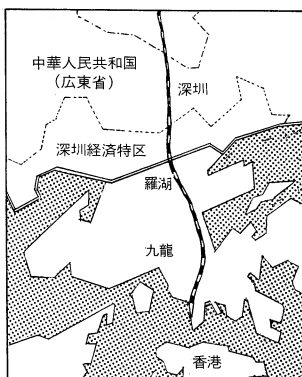 中華人民共和国
（広東省）
深圳
深圳経済特区
羅湖
九龍
香港